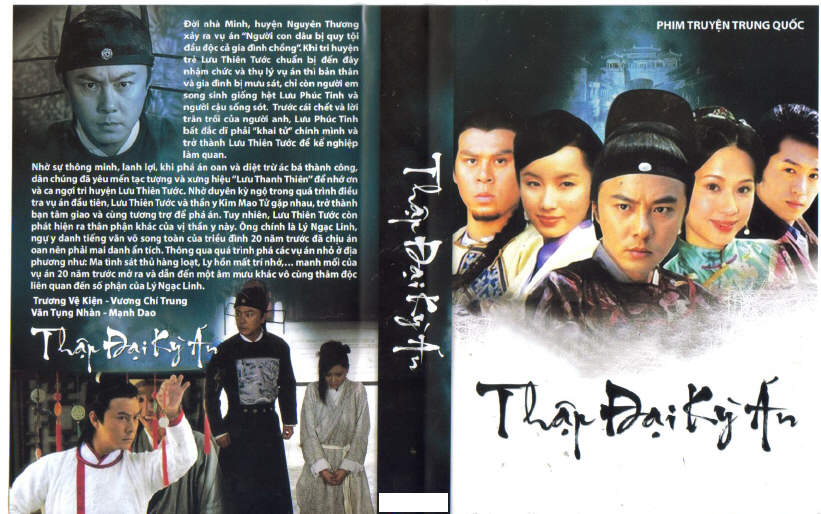 Đời nhà Minh, huyện Nguyên Thương
xảy ra vụ án "Người con dâu bị quy tội
đầu độc cả gia đình chồng". Khi tri huyện
trẻ Lưu Thiên Tước chuẩn bị đến đây
nhậm chức và thụ lý vụ án thì bản thân
và gia đình bị mưu sát, chỉ còn người em
song sinh giống hệt Lưu Phúc Tinh và
người cậu sống sót. Trước cái chết và lời
trăn trối của người anh, Lưu Phúc Tinh
bất đắc dĩ phải "khai tử" chính mình và
trở thành Lưu Thiên Tước để kế nghiệp
làm quan.
Nhờ sự thông minh, lanh lợi, khi phá án oan và diệt trừ ác bá thành công,
dân chúng đã yêu mến tạc tượng và xưng hiệu "Lưu Thanh Thiên" để nhớ ơn
và ca ngợi tri huyện Lưu Thiên Tước. Nhờ duyên kỳ ngộ trong quá trình điều
tra vụ án đầu tiên, Lưu Thiên Tước và thần y Kim Mao Tử gặp nhau, trở thành
bạn tâm giao và cùng tương trợ để phá án. Tuy nhiên, Lưu Thiên Tước còn
phát hiện ra thân phận khác của vị thần y này. Ông chính là Lý Ngạc Linh,
ngụy danh tiếng văn võ song toàn của triều đình 20 năm trước đã chịu án
oan nên phải mai danh ẩn tích. Thông qua quá trình phá các vụ án nhỏ ở địa
phương như: Ma tình sát thủ hàng loạt, Ly hồn mất trí nhớ,... manh mối của
vụ án 20 năm trước mở ra và dẫn đến một âm mưu khác vô cùng thâm độc
liên quan đến số phận của Lý Ngạc Linh.
Trương Vệ Kiện - Vương Chí Trung
Văn Tụng Nhàn - Mạnh Dao
Thập Đại Kỳ Án
Thập Đại Kỳ Án
PHIM TRUYỆN TRUNG QUỐC
Thập Đại Kỳ Án